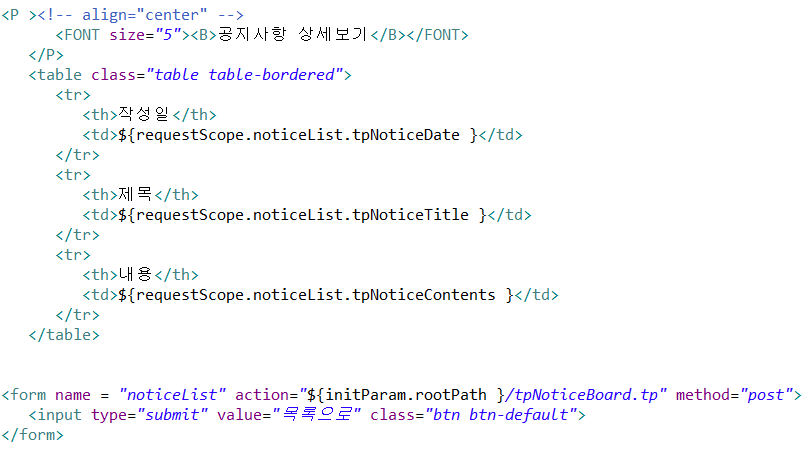 <P ><!-- align="center" -->
<FONT size="5"><B>공지사항 상세보기</B></FONT>
</P>
<table class="table table-bordered">
<tr>
<th>작성일</th>
<td>${requestScope.noticeList.tpNoticeDate }</td>
</tr>
<tr>
<th>제목</th>
<td>${requestScope.noticeList.tpNoticeTitle }</td>
</tr>
<tr>
<th>내용</th>
<td>${requestScope.noticeList.tpNoticeContents }</td>
</tr>
</table>
<form name = "noticeList" action="${initParam.rootPath }/tpNoticeBoard.tp" method="post">
<input type="submit" value="목록으로" class="btn btn-default">
</form>